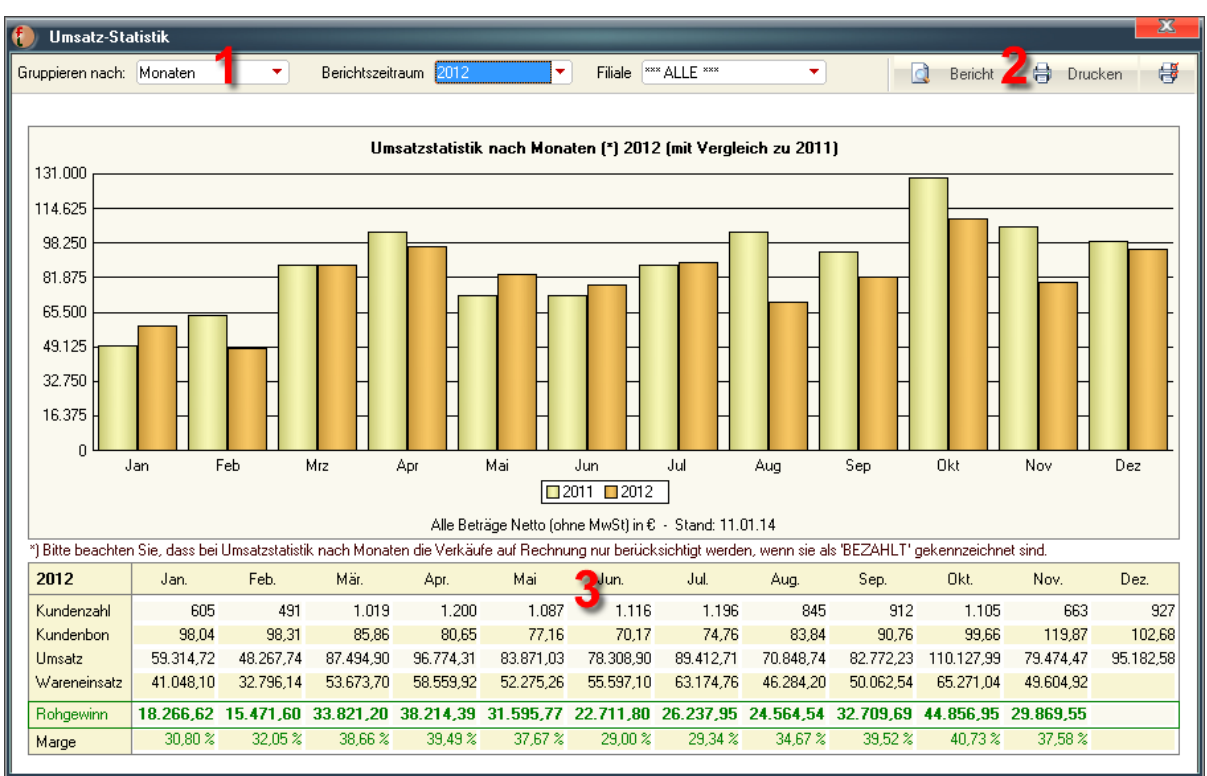 Umsatz-Statistik
Gruppieren nach: Monaten 1 Berichtszeitraum 2012 Filiale *** ALLE *** Bericht 2 Drucken
Umsatzstatistik nach Monaten (*) 2012 (mit Vergleich zu 2011)
131.000
114.625
98.250
81.875
65.500
49.125
32.750
16.375
0
Jan Feb Mrz Apr Mai Jun Jul Aug Sep Okt Nov Dez
2011 2012
Alle Beträge Netto (ohne MwSt) in € - Stand: 11.01.14
*) Bitte beachten Sie, dass bei Umsatzstatistik nach Monaten die Verkäufe auf Rechnung nur berücksichtigt werden, wenn sie als 'BEZAHLT' gekennzeichnet sind.
2012 Jan. Feb. Mär. Apr. Mai 3 Jun. Jul. Aug. Sep. Okt. Nov. Dez.
Kundenzahl 605 491 1.019 1.200 1.087 1.116 1.196 845 912 1.105 663 927
Kundenbon 98,04 98,31 85,86 80,65 77,16 70,17 74,76 83,84 90,76 99,66 119,87 102,68
Umsatz 59.314,72 48.267,74 87.494,90 96.774,31 83.871,03 78.308,90 89.412,71 70.848,74 82.772,23 110.127,99 79.474,47 95.182,58
Wareneinsatz 41.048,10 32.796,14 53.673,70 58.559,92 52.275,26 55.597,10 63.174,76 46.284,20 50.062,54 65.271,04 49.604,92
Rohgewinn 18.266,62 15.471,60 33.821,20 38.214,39 31.595,77 22.711,80 26.237,95 24.564,54 32.709,69 44.856,95 29.869,55
Marge 30,80 % 32,05 % 38,66 % 39,49 % 37,67 % 29,00 % 29,34 % 34,67 % 39,52 % 40,73 % 37,58 %